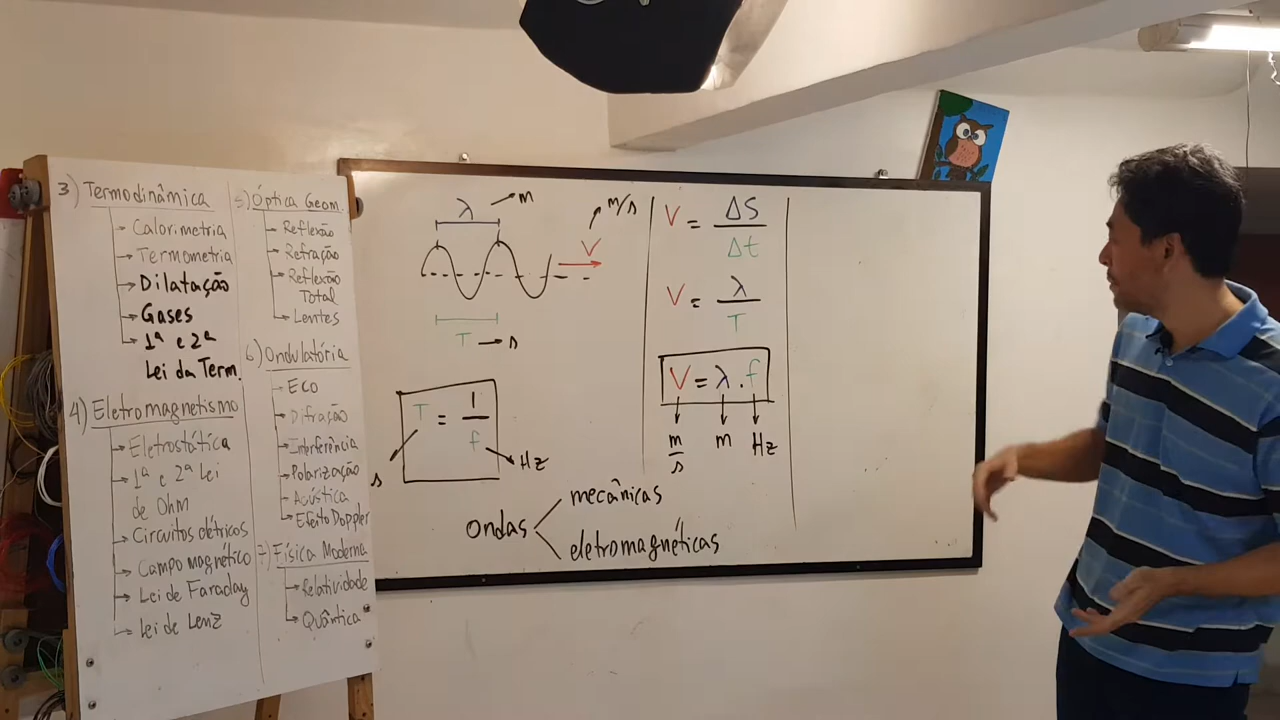 3) Termodinâmica
Calorimetria
Termometria
Dilatação
Gases
1ª e 2ª
Lei da Term.
4) Eletromagnetismo
Eletrostática
1ª e 2ª Lei
de Ohm
Circuitos elétricos
Campo magnético
Lei de Faraday
Lei de Lenz
Óptica Geom.
Reflexão
Refração
Reflexão
Total
Lentes
6) Ondulatória
Eco
Difração
Interferência
Polarização
Acústica
Efeito Doppler
7) Física Moderna
Relatividade
Quântica
λ → m
V → m/s
T → s
T = 1/f
s
Hz
ondas
mecânicas
eletromagnéticas
V = ΔS/Δt
V = λ/T
V = λ . f
m/s m Hz